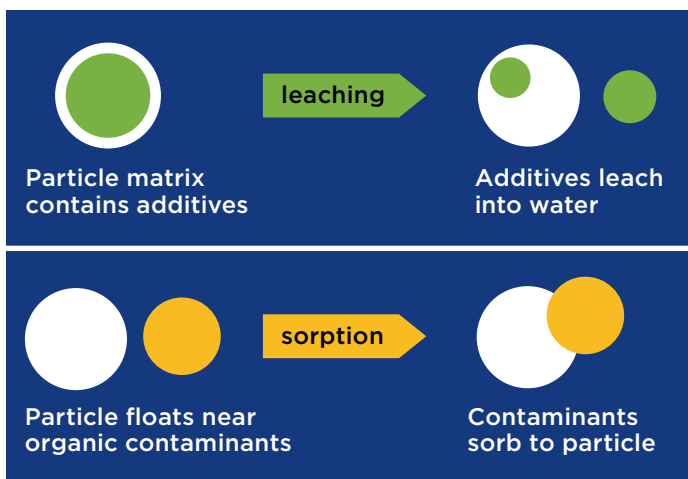 leaching
Particle matrix
contains additives
Additives leach
into water
sorption
Particle floats near
organic contaminants
Contaminants
sorb to particle